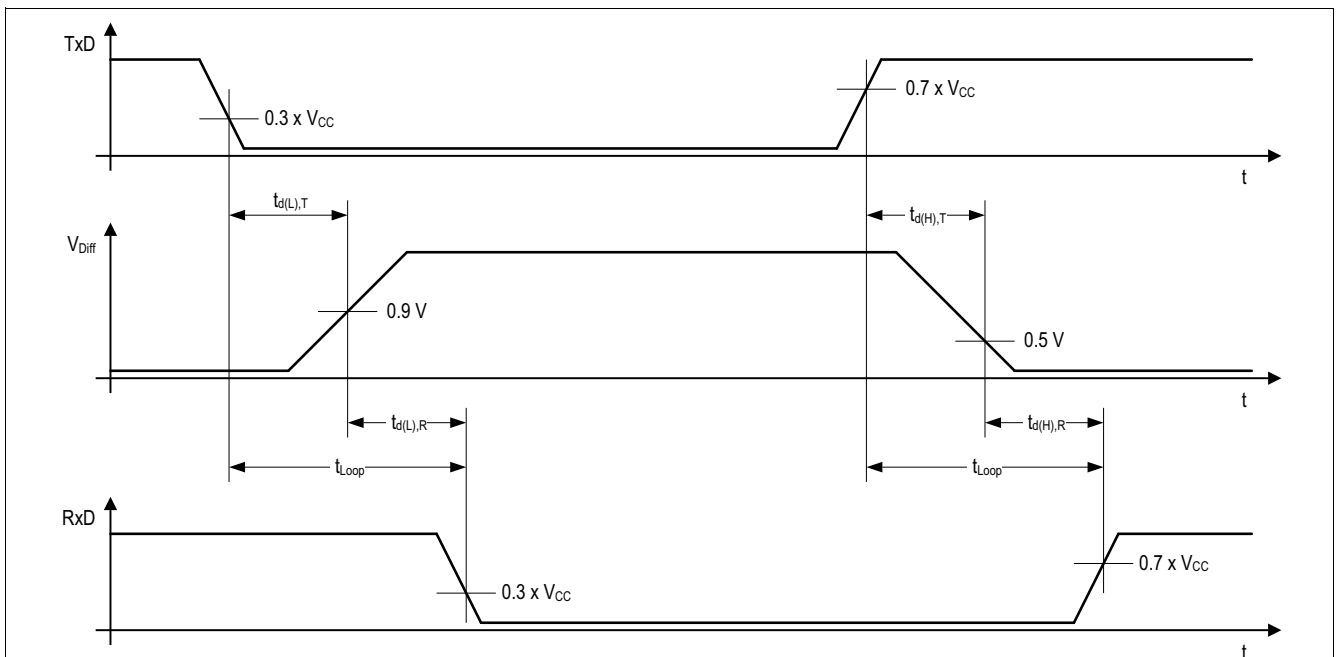 TxD
0.3 x VCC
0.7 x VCC
t
td(L),T
td(H),T
VDiff
0.9 V
0.5 V
t
td(L),R
td(H),R
tLoop
tLoop
RxD
0.3 x VCC
0.7 x VCC
t